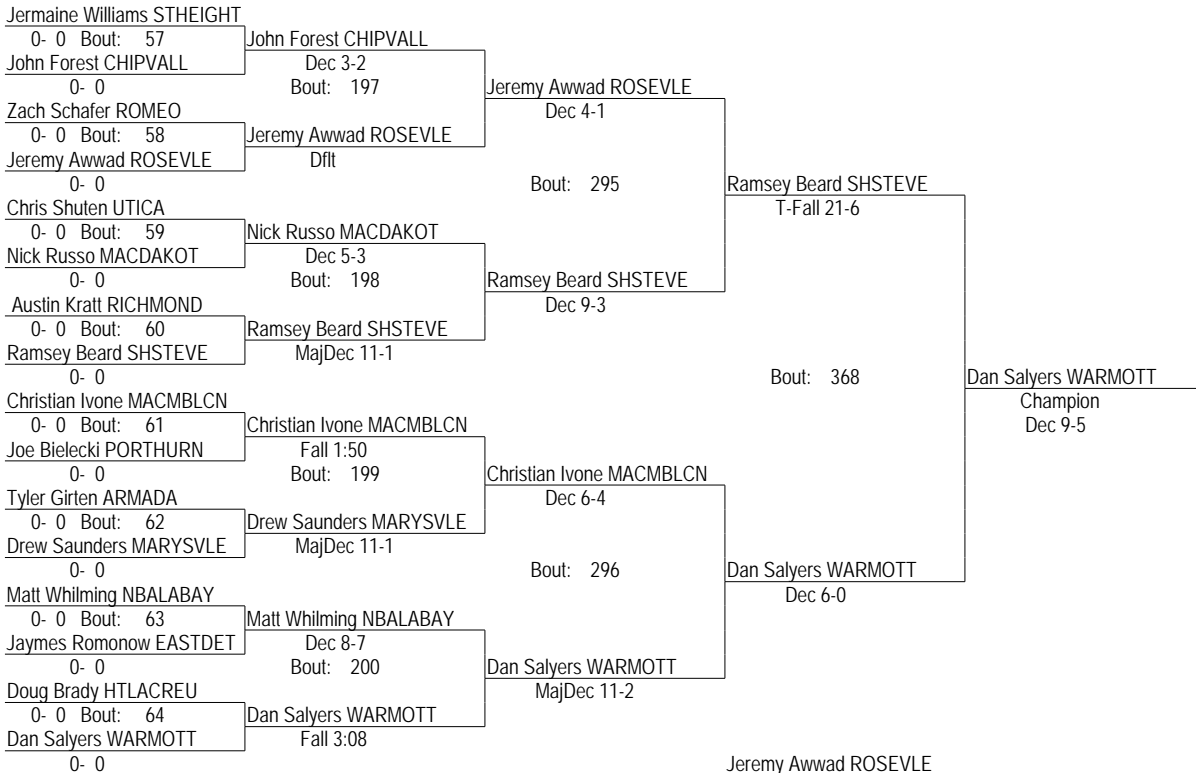 Jermaine Williams STHEIGHT
0- 0 Bout: 57
John Forest CHIPVALL
John Forest CHIPVALL
Dec 3-2
0- 0
Bout: 197
Jeremy Awwad ROSEVLE
Zach Schafer ROMEO
Dec 4-1
0- 0 Bout: 58
Jeremy Awwad ROSEVLE
Jeremy Awwad ROSEVLE
Dflt
0- 0
Bout: 295
Ramsey Beard SHSTEVE
Chris Shuten UTICA
T-Fall 21-6
0- 0 Bout: 59
Nick Russo MACDAKOT
Nick Russo MACDAKOT
Dec 5-3
0- 0
Bout: 198
Ramsey Beard SHSTEVE
Austin Kratt RICHMOND
Dec 9-3
0- 0 Bout: 60
Ramsey Beard SHSTEVE
Ramsey Beard SHSTEVE
MajDec 11-1
0- 0
Bout: 368
Dan Salyers WARMOTT
Christian Ivone MACMBLCN
Champion
0- 0 Bout: 61
Christian Ivone MACMBLCN
Dec 9-5
Joe Bielecki PORTHURN
Fall 1:50
0- 0
Bout: 199
Christian Ivone MACMBLCN
Tyler Girten ARMADA
Dec 6-4
0- 0 Bout: 62
Drew Saunders MARYSVLE
Drew Saunders MARYSVLE
MajDec 11-1
0- 0
Bout: 296
Dan Salyers WARMOTT
Matt Whilming NBALABAY
Dec 6-0
0- 0 Bout: 63
Matt Whilming NBALABAY
Jaymes Romonow EASTDET
Dec 8-7
0- 0
Bout: 200
Dan Salyers WARMOTT
Doug Brady HTLACREU
MajDec 11-2
0- 0 Bout: 64
Dan Salyers WARMOTT
Dan Salyers WARMOTT
Fall 3:08
0- 0
Jeremy Awwad ROSEVLE